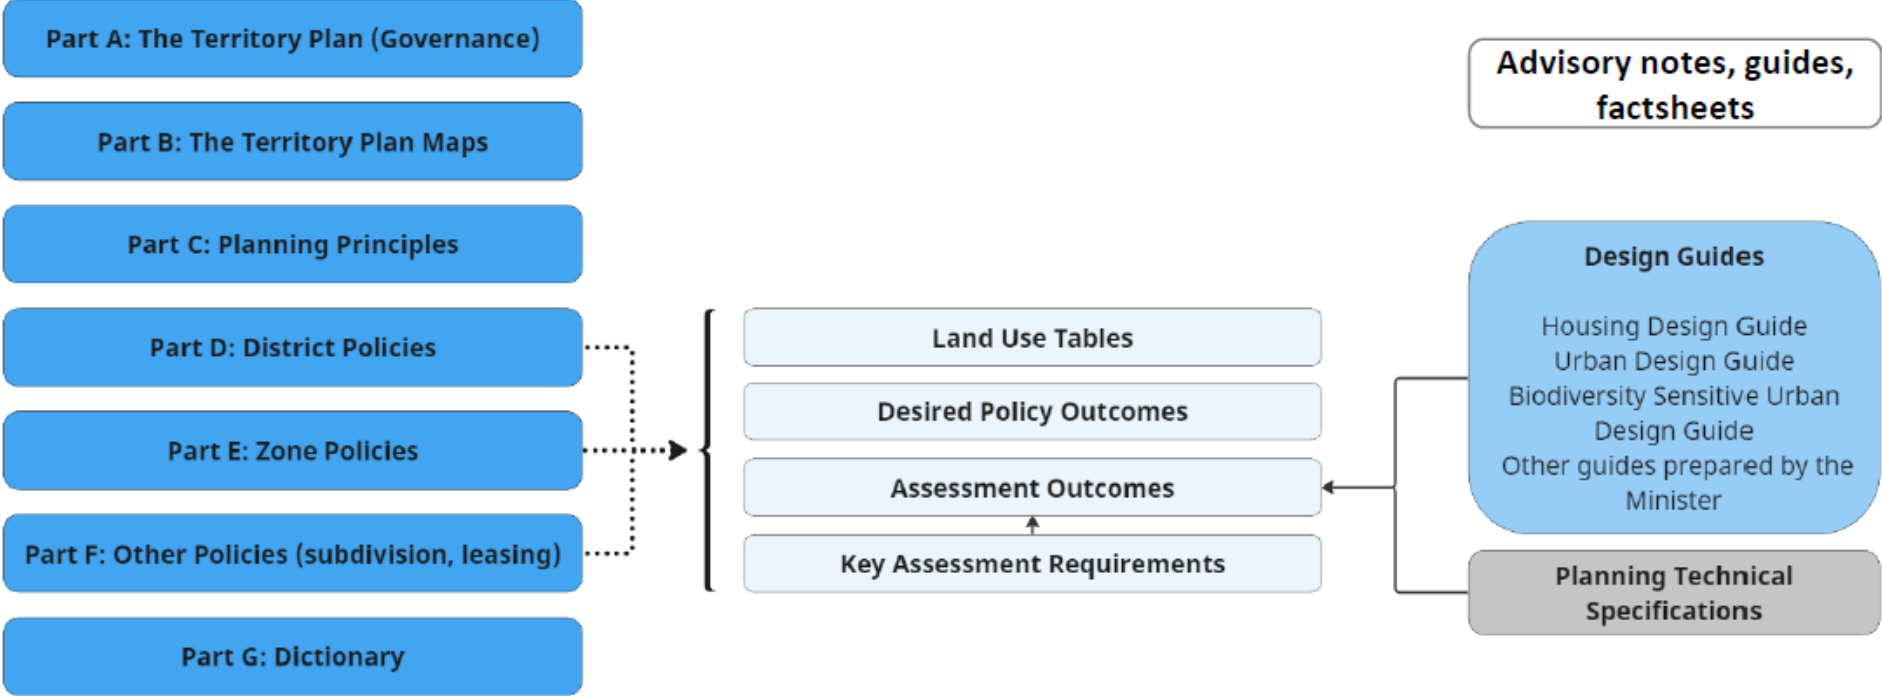 Part A: The Territory Plan (Governance)
Part B: The Territory Plan Maps
Part C: Planning Principles
Part D: District Policies
Part E: Zone Policies
Part F: Other Policies (subdivision, leasing)
Part G: Dictionary
Land Use Tables
Desired Policy Outcomes
Assessment Outcomes
Key Assessment Requirements
Advisory notes, guides,
factsheets
Design Guides
Housing Design Guide
Urban Design Guide
Biodiversity Sensitive Urban
Design Guide
Other guides prepared by the
Minister
Planning Technical
Specifications